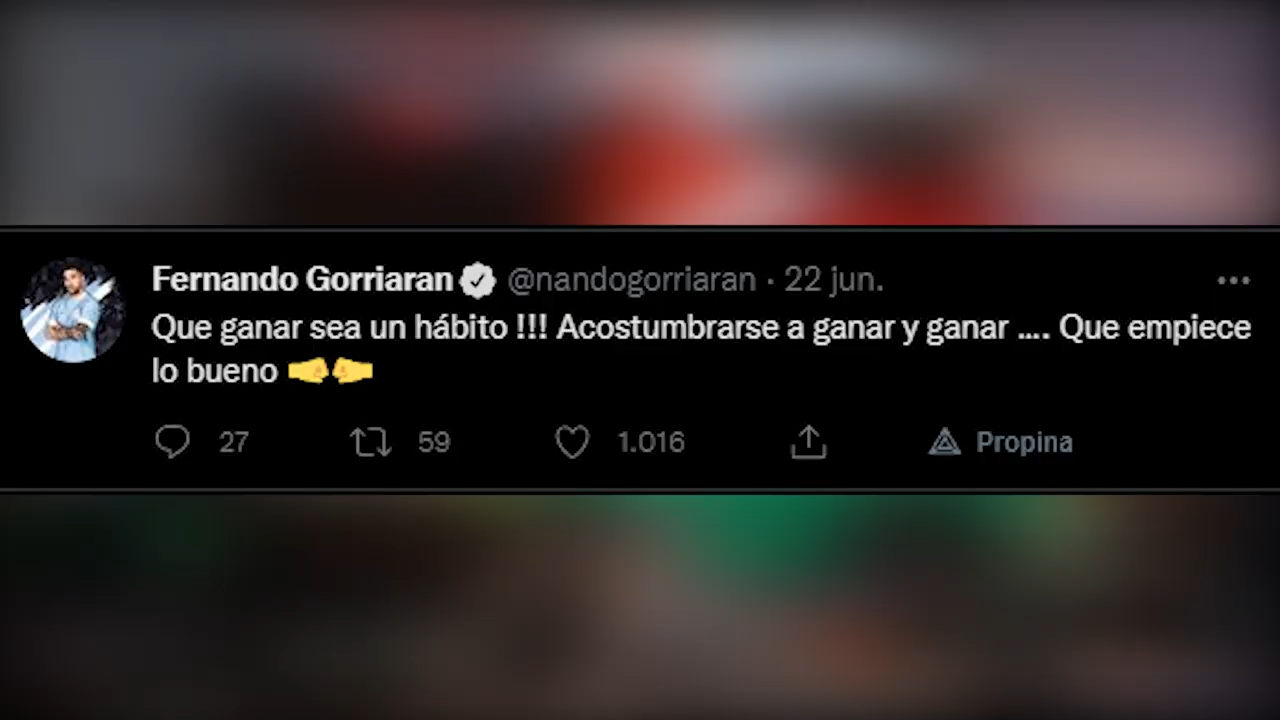 Fernando Gorriaran @nandogorriaran · 22 jun.
Que ganar sea un hábito !!! Acostumbrarse a ganar y ganar .... Que empiece
lo bueno 🤜🤛
27 59 1.016 Propina